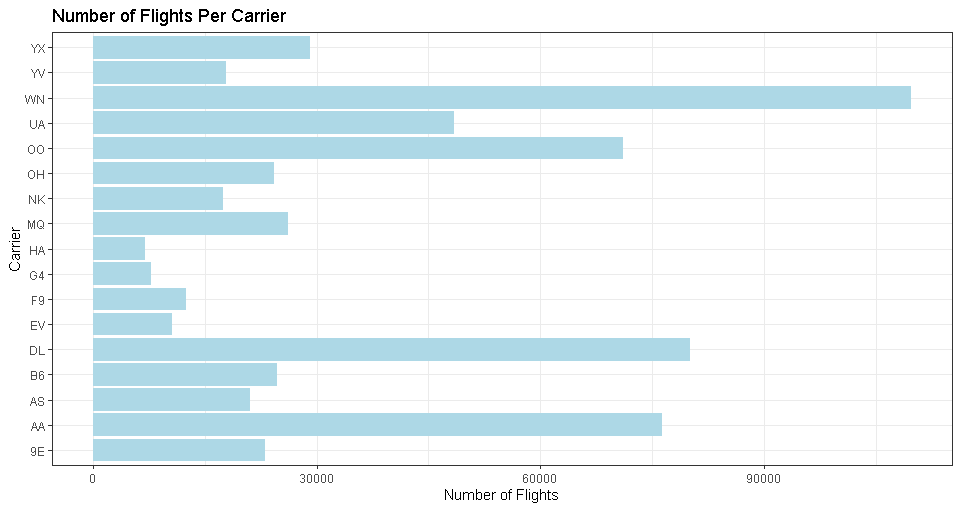 Number of Flights Per Carrier
YX
YV
WN
UA
OO
OH
NK
MQ
HA
G4
F9
EV
DL
B6
AS
AA
9E
Carrier
0 30000 60000 90000
Number of Flights